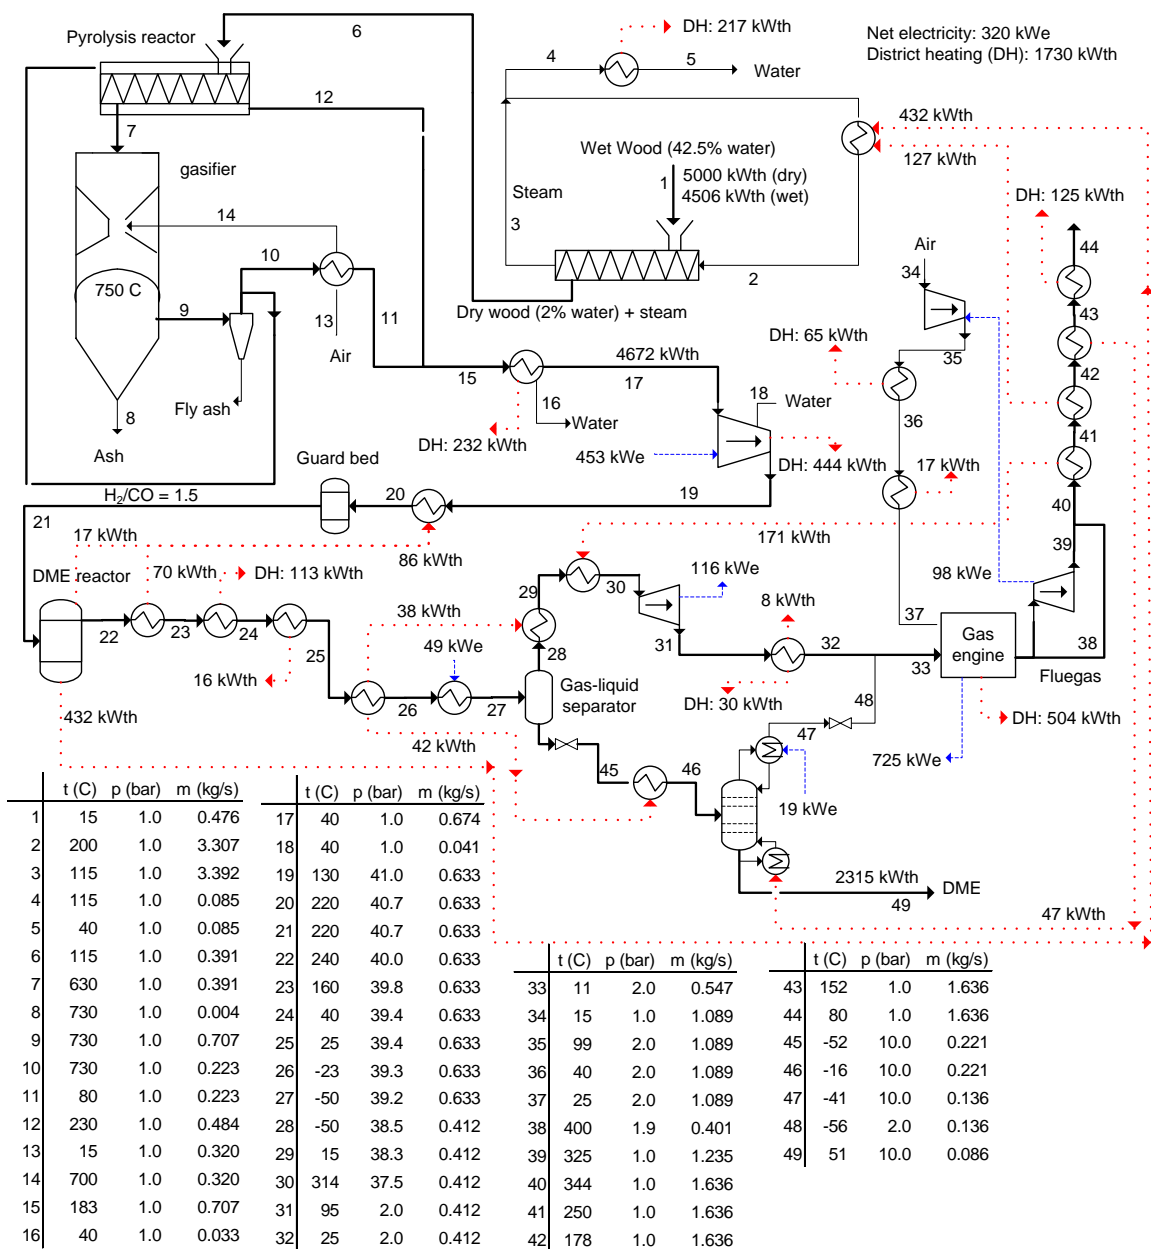 6
DH: 217 kWth
Net electricity: 320 kWe
District heating (DH): 1730 kWth
Pyrolysis reactor
4
5
Water
12
432 kWth
7
Wet Wood (42.5% water)
127 kWth
gasifier
5000 kWth (dry)
1
4506 kWth (wet)
Steam
DH: 125 kWth
14
3
Air
44
10
34
2
750 C
9
11
Dry wood (2% water) + steam
43
13
DH: 65 kWth
35
Air
4672 kWth
42
15
17
16
18
Water
36
8
Fly ash
Water
41
DH: 232 kWth
Ash
453 kWe
DH: 444 kWth
17 kWth
Guard bed
H2/CO = 1.5
20
19
40
21
17 kWth
171 kWth
39
86 kWth
DME reactor
70 kWth
DH: 113 kWth
116 kWe
98 kWe
29
30
38 kWth
8 kWth
37
49 kWe
31
32
Gas engine
38
22
23
24
25
28
33
Fluegas
16 kWth
26
27
Gas-liquid separator
48
DH: 30 kWth
432 kWth
47
DH: 504 kWth
42 kWth
725 kWe
45
46
19 kWe
2315 kWth
DME
49
47 kWth
t (C) p (bar) m (kg/s)
1 15 1.0 0.476
2 200 1.0 3.307
3 115 1.0 3.392
4 115 1.0 0.085
5 40 1.0 0.085
6 115 1.0 0.391
7 630 1.0 0.391
8 730 1.0 0.004
9 730 1.0 0.707
10 730 1.0 0.223
11 80 1.0 0.223
12 230 1.0 0.484
13 15 1.0 0.320
14 700 1.0 0.320
15 183 1.0 0.707
16 40 1.0 0.033
t (C) p (bar) m (kg/s)
17 40 1.0 0.674
18 40 1.0 0.041
19 130 41.0 0.633
20 220 40.7 0.633
21 220 40.7 0.633
22 240 40.0 0.633
23 160 39.8 0.633
24 40 39.4 0.633
25 25 39.4 0.633
26 -23 39.3 0.633
27 -50 39.2 0.633
28 -50 38.5 0.412
29 15 38.3 0.412
30 314 37.5 0.412
31 95 2.0 0.412
32 25 2.0 0.412
t (C) p (bar) m (kg/s)
33 11 2.0 0.547
34 15 1.0 1.089
35 99 2.0 1.089
36 40 2.0 1.089
37 25 2.0 1.089
38 400 1.9 0.401
39 325 1.0 1.235
40 344 1.0 1.636
41 250 1.0 1.636
42 178 1.0 1.636
t (C) p (bar) m (kg/s)
43 152 1.0 1.636
44 80 1.0 1.636
45 -52 10.0 0.221
46 -16 10.0 0.221
47 -41 10.0 0.136
48 -56 2.0 0.136
49 51 10.0 0.086